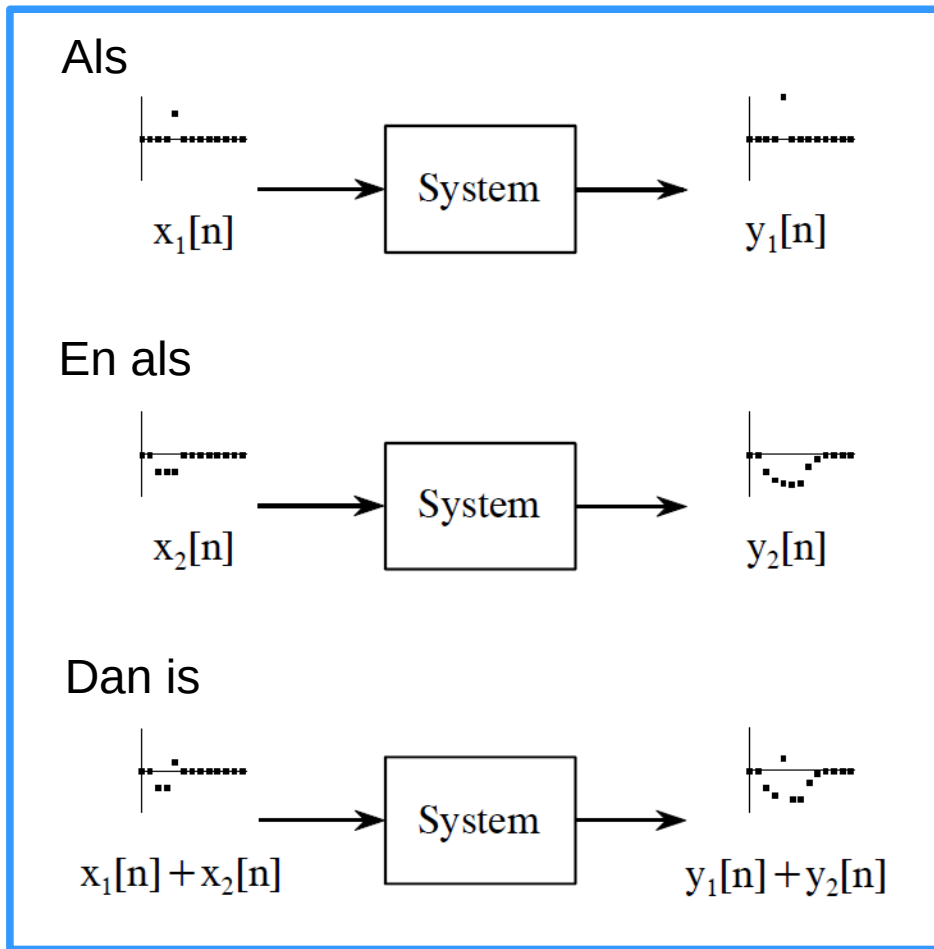 Als
System
x₁[n]
y₁[n]
En als
System
x₂[n]
y₂[n]
Dan is
System
x₁[n]+x₂[n]
y₁[n]+y₂[n]